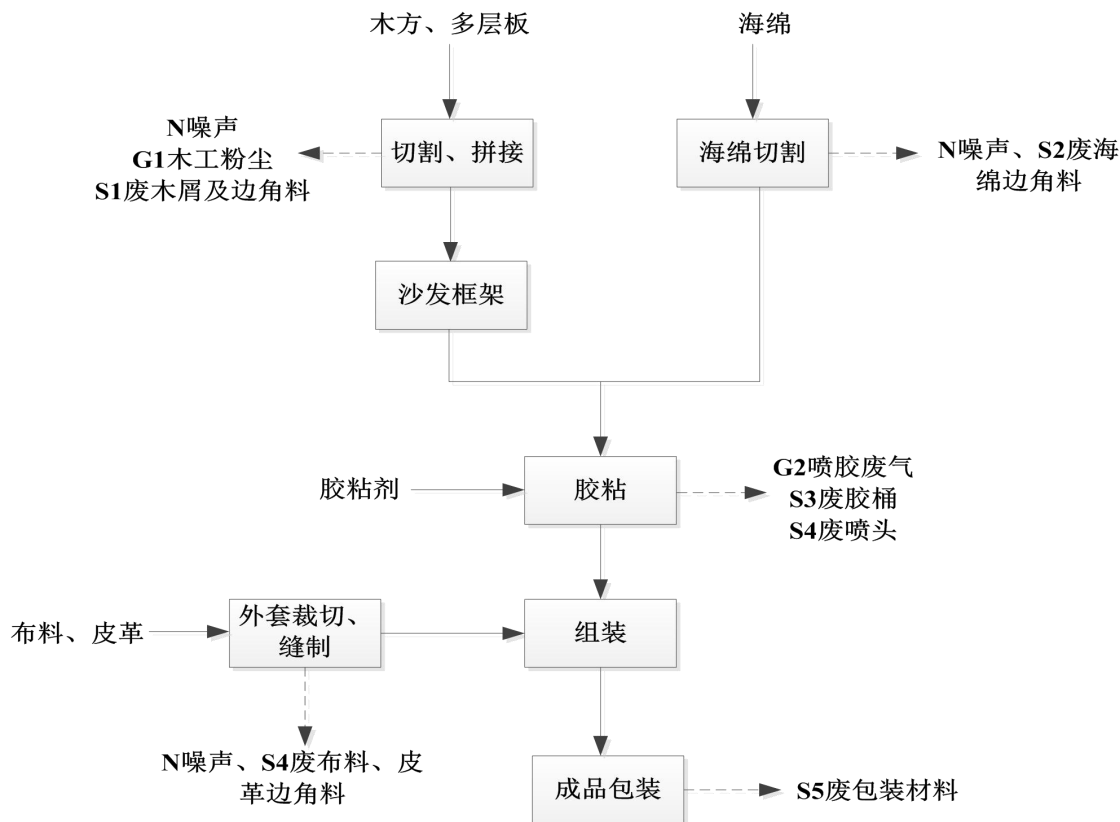 木方、多层板
海绵
N噪声
G1木工粉尘
S1废木屑及边角料
切割、拼接
海绵切割
N噪声、S2废海
绵边角料
沙发框架
胶粘剂
胶粘
G2喷胶废气
S3废胶桶
S4废喷头
布料、皮革
外套裁切、
缝制
组装
N噪声、S4废布料、皮
革边角料
成品包装
S5废包装材料